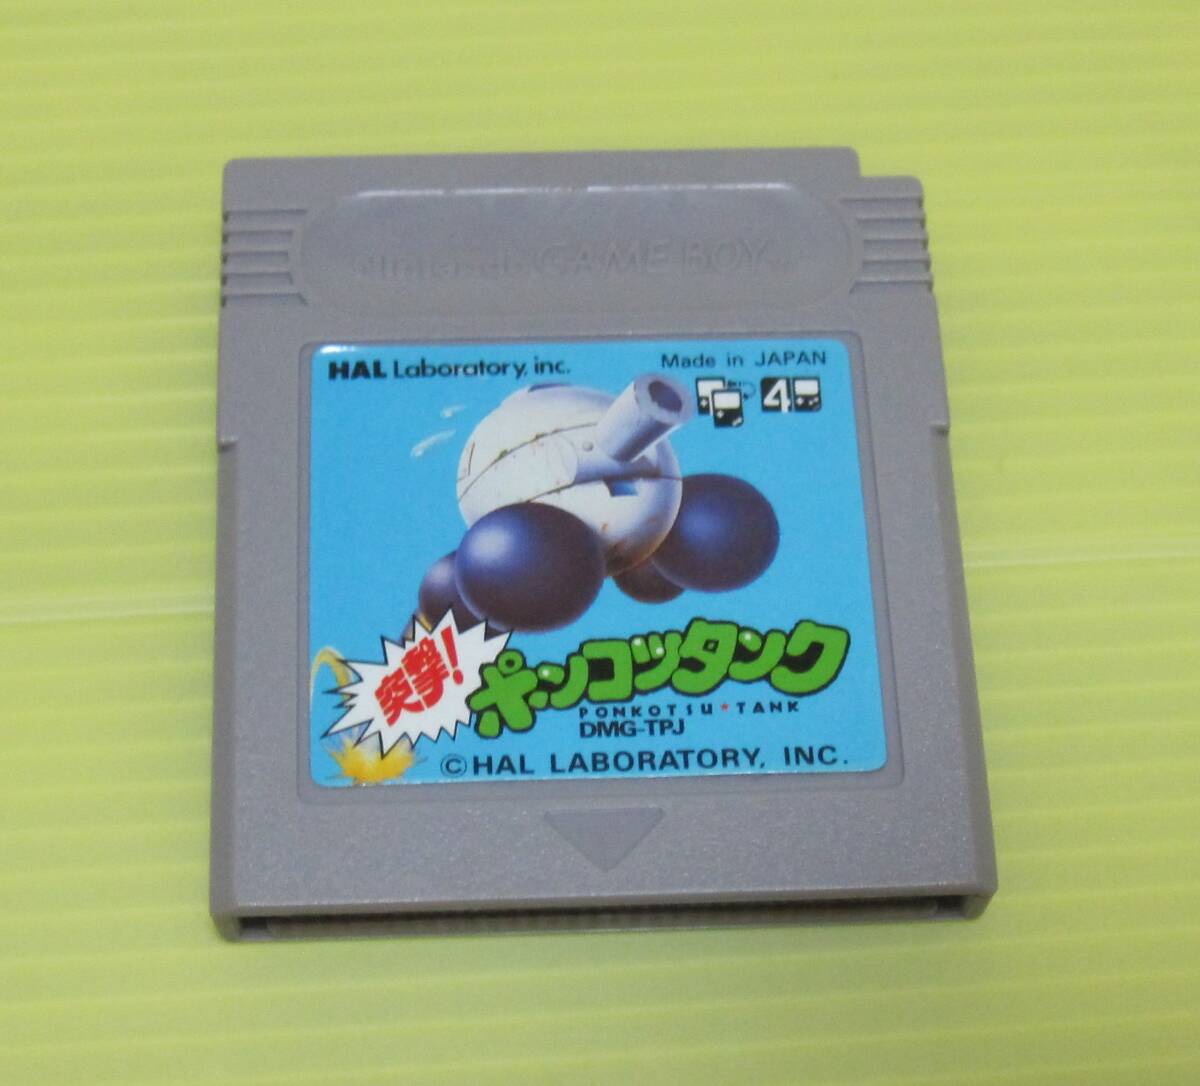 Nintendo GAME BOY
HAL Laboratory, inc.
Made in JAPAN
4
突撃!
ポンコツタンク
PONKOTSU★TANK
DMG-TPJ
©HAL LABORATORY, INC.